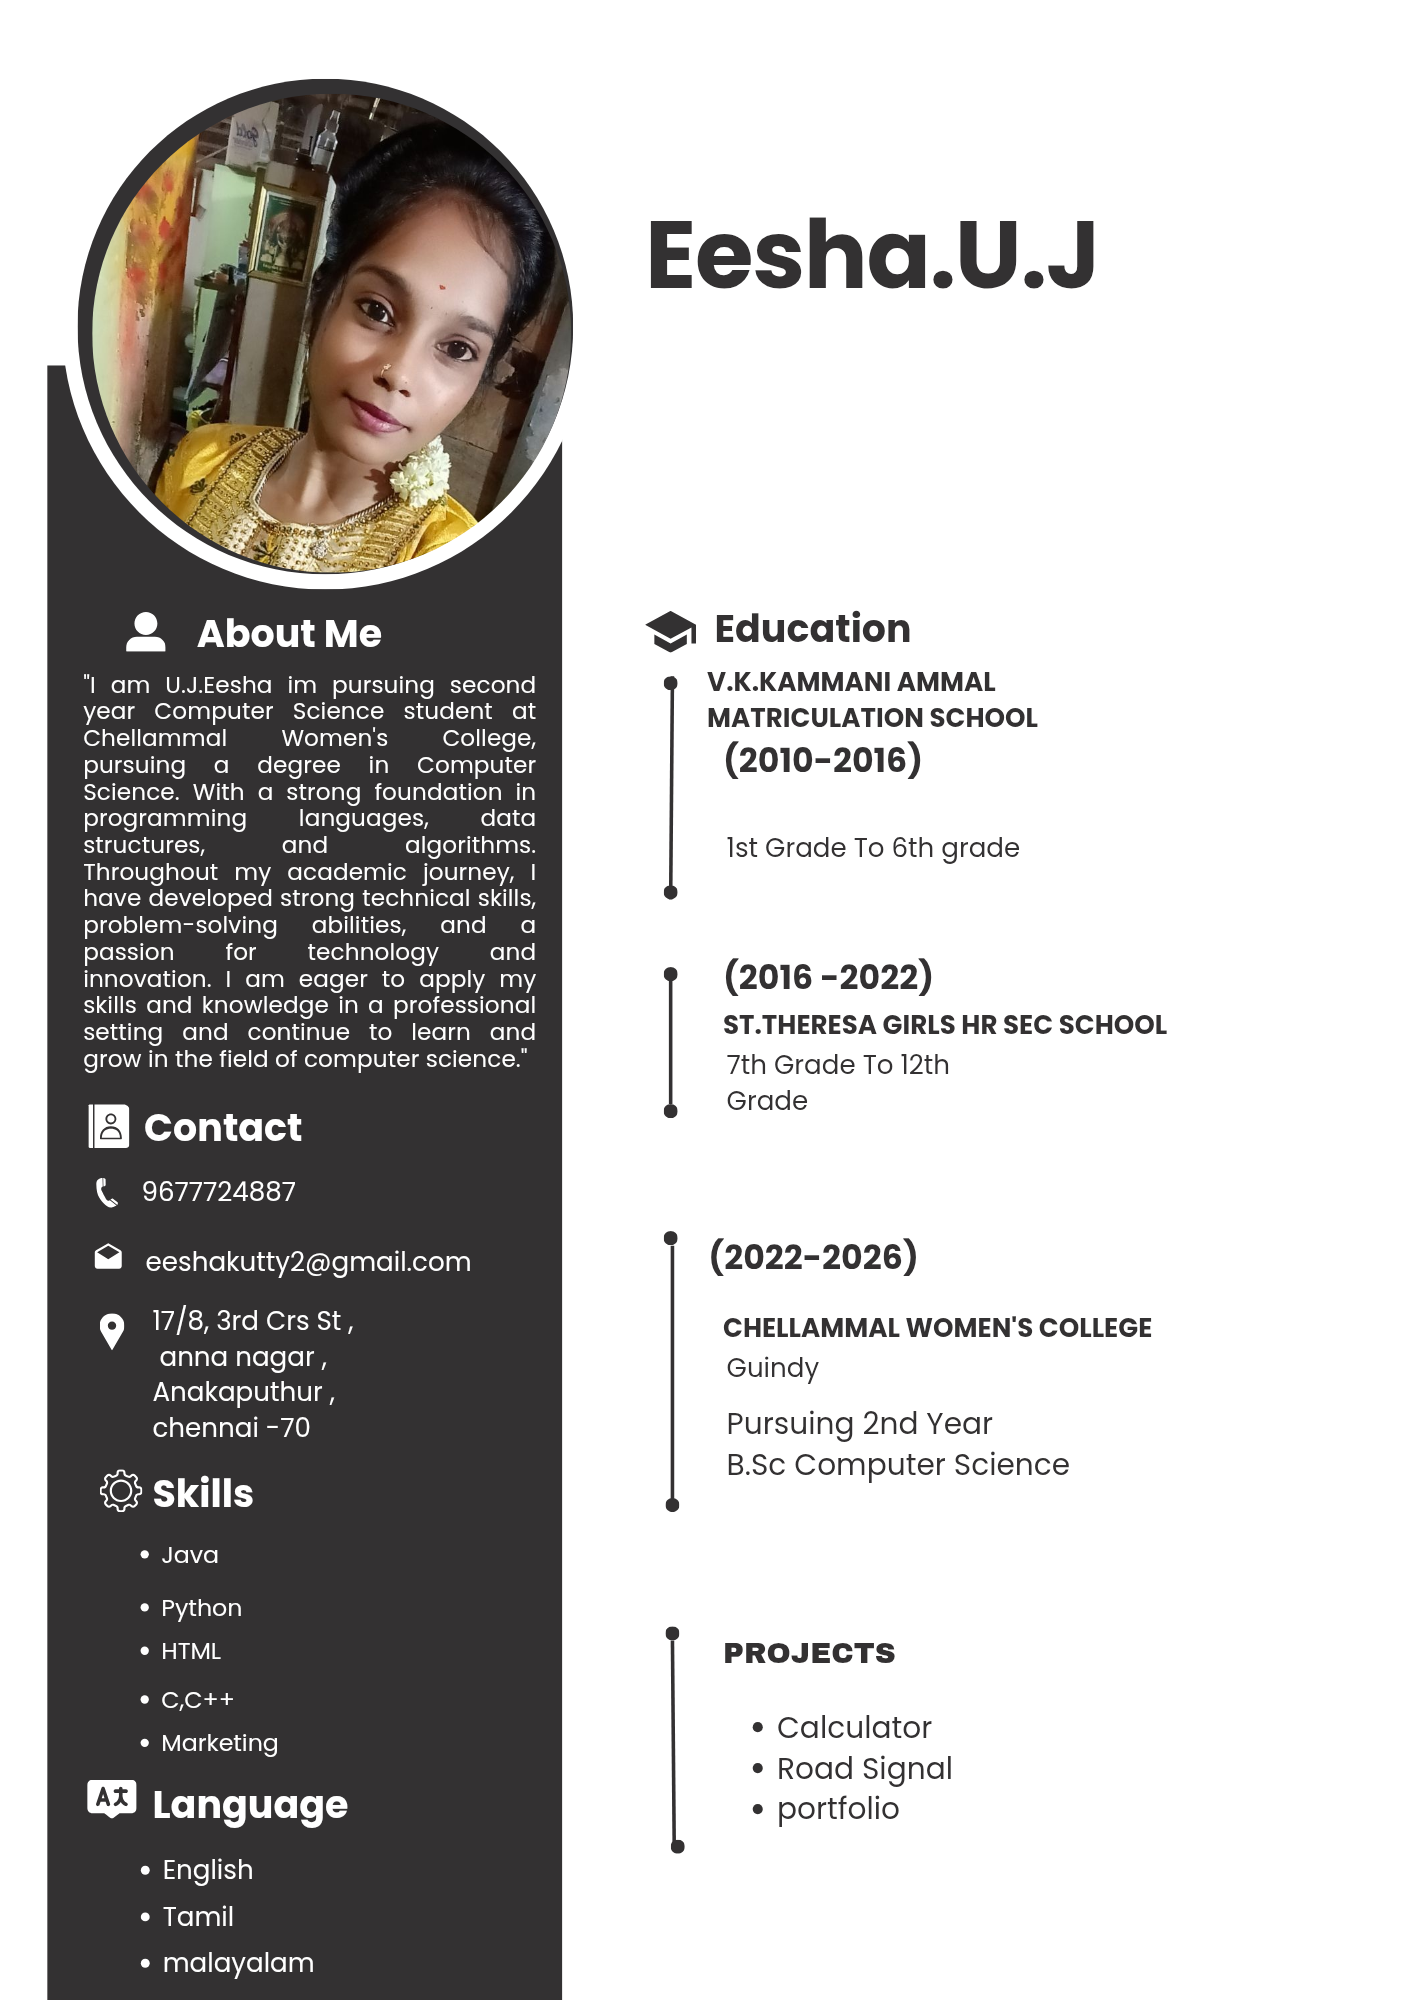 Eesha.U.J
About Me
"I am U.J.Eesha im pursuing second
year Computer Science student at
Chellammal Women's College,
pursuing a degree in Computer
Science. With a strong foundation in
programming languages, data
structures, and algorithms.
Throughout my academic journey, I
have developed strong technical skills,
problem-solving abilities, and a
passion for technology and
innovation. I am eager to apply my
skills and knowledge in a professional
setting and continue to learn and
grow in the field of computer science."
Contact
9677724887
eeshakutty2@gmail.com
17/8, 3rd Crs St ,
anna nagar ,
Anakaputhur ,
chennai -70
Skills
• Java
• Python
• HTML
• C,C++
• Marketing
Language
• English
• Tamil
• malayalam
Education
V.K.KAMMANI AMMAL
MATRICULATION SCHOOL
(2010-2016)
1st Grade To 6th grade
(2016 -2022)
ST.THERESA GIRLS HR SEC SCHOOL
7th Grade To 12th
Grade
(2022-2026)
CHELLAMMAL WOMEN'S COLLEGE
Guindy
Pursuing 2nd Year
B.Sc Computer Science
PROJECTS
• Calculator
• Road Signal
• portfolio